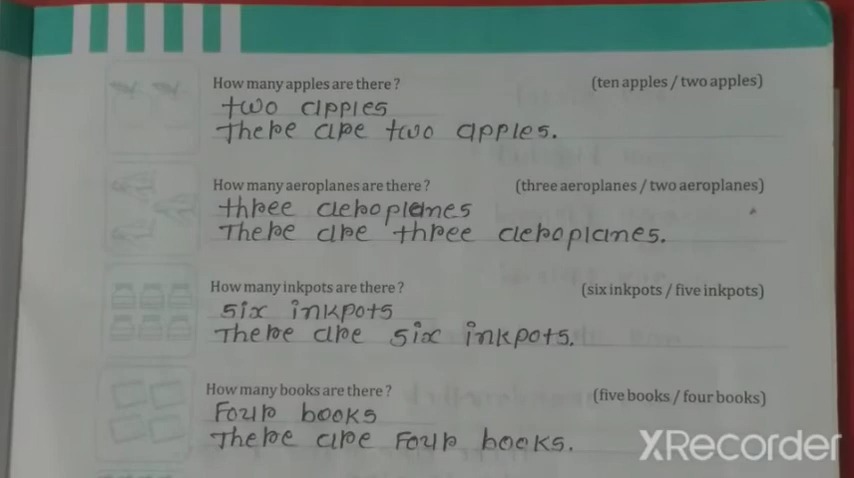 How many apples are there ? (ten apples / two apples)
two apples
There are two apples.
How many aeroplanes are there ? (three aeroplanes / two aeroplanes)
three aeroplanes
There are three aeroplanes.
How many inkpots are there ? (six inkpots / five inkpots)
six inkpots
There are six inkpots.
How many books are there ? (five books / four books)
Four books
There are Four books.
XRecorder